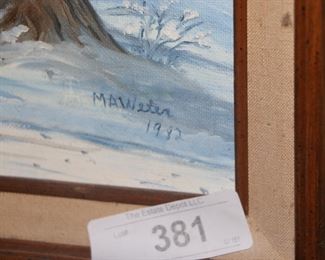 MAWeter
1982
The Estate Depot LLC
Lot#
381